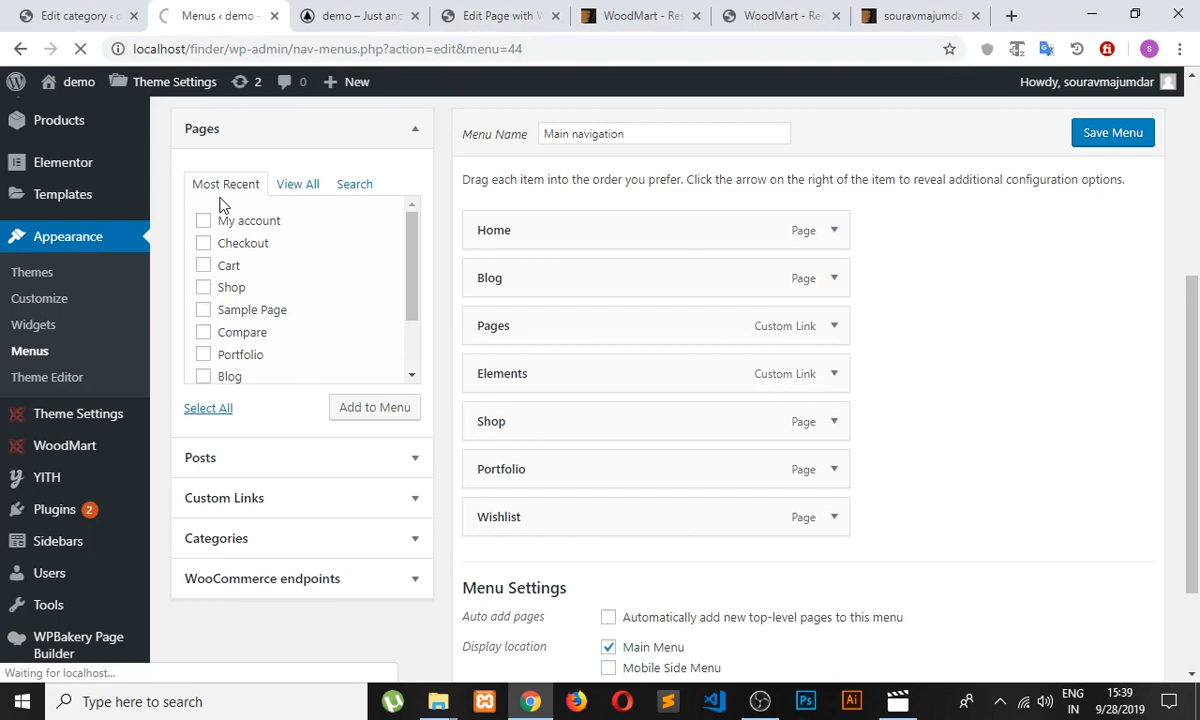 Edit category ‹ d
Menus ‹ demo –
demo – Just anc
Edit Page with W
WoodMart - Res
WoodMart - Re
souravmajumda
localhost/finder/wp-admin/nav-menus.php?action=edit&menu=44
demo
Theme Settings
2
0
New
Howdy, souravmajumdar
Products
Elementor
Templates
Appearance
Themes
Customize
Widgets
Menus
Theme Editor
Theme Settings
WoodMart
YITH
Plugins 2
Sidebars
Users
Tools
WPBakery Page
Builder
Pages
Most Recent
View All
Search
My account
Checkout
Cart
Shop
Sample Page
Compare
Portfolio
Blog
Select All
Add to Menu
Posts
Custom Links
Categories
WooCommerce endpoints
Menu Name
Main navigation
Save Menu
Drag each item into the order you prefer. Click the arrow on the right of the item to reveal additional configuration options.
Home Page
Blog Page
Pages Custom Link
Elements Custom Link
Shop Page
Portfolio Page
Wishlist Page
Menu Settings
Auto add pages
Automatically add new top-level pages to this menu
Display location
Main Menu
Mobile Side Menu
Waiting for localhost...
Type here to search
Ps
Ai
ENG
IN
15:39
9/28/2019